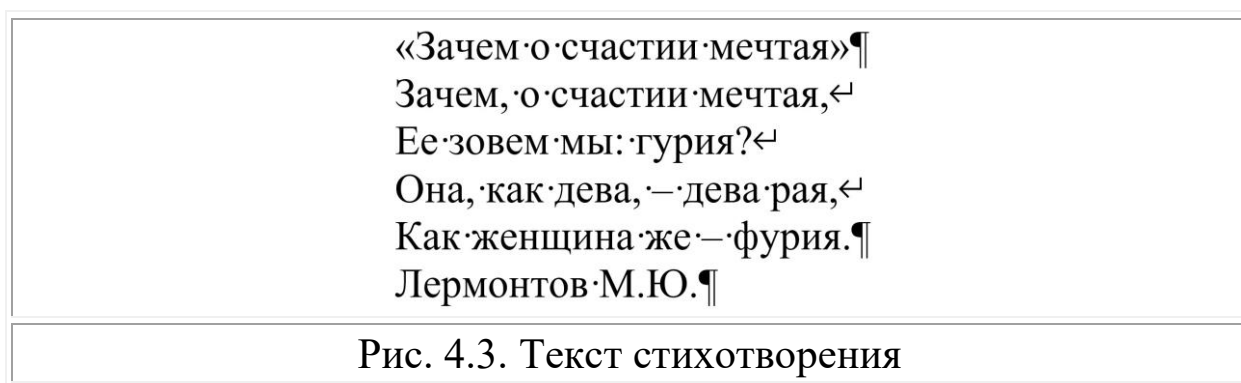 «Зачем·о·счастии·мечтая»¶
Зачем,·о·счастии·мечтая,↵
Ее·зовем·мы:·гурия?↵
Она,·как·дева,·–·дева·рая,↵
Как·женщина·же·–·фурия.¶
Лермонтов·М.Ю.¶
Рис. 4.3. Текст стихотворения